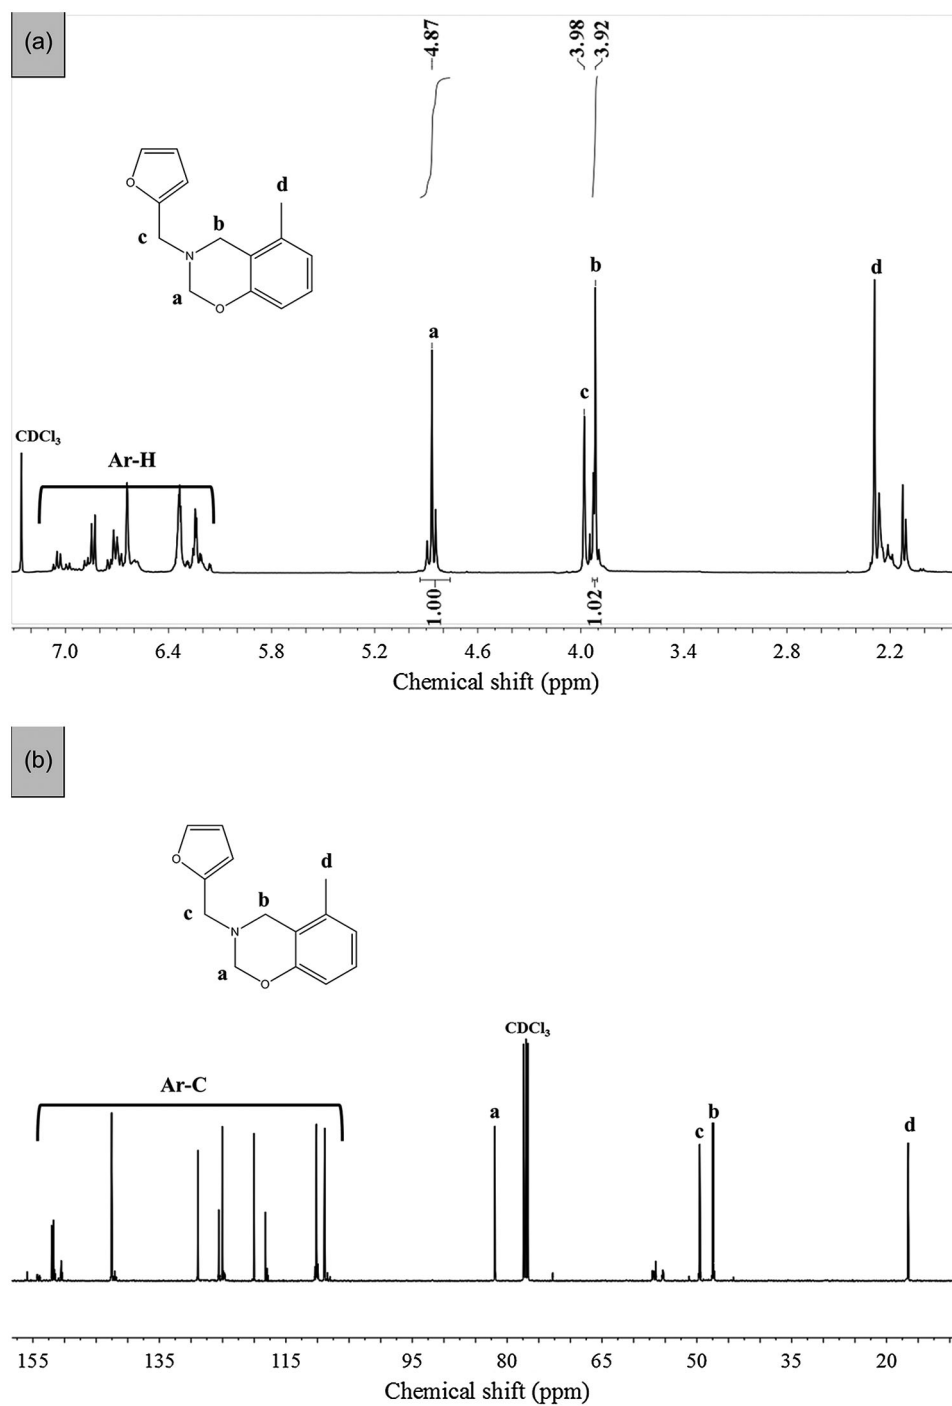 (a)
4.87
3.98
3.92
O
d
b
c
N
a
O
b
d
a
c
CDCl3
Ar-H
1.00
1.02
7.0 6.4 5.8 5.2 4.6 4.0 3.4 2.8 2.2
Chemical shift (ppm)
(b)
O
d
b
c
N
a
O
CDCl3
Ar-C
a
b
c
d
155 135 115 95 80 65 50 35 20
Chemical shift (ppm)